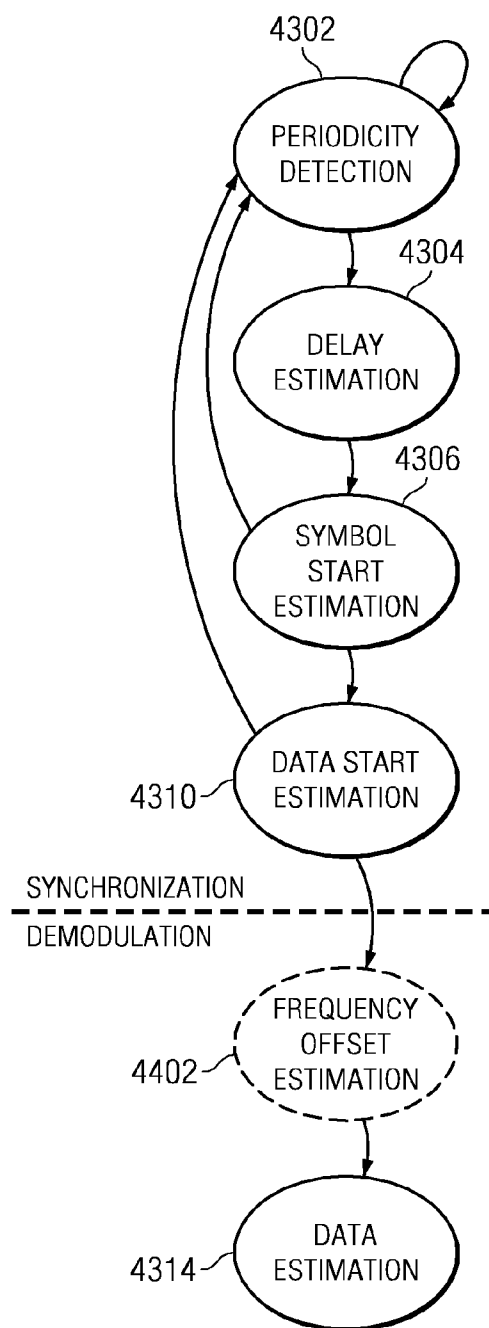 4302
PERIODICITY
DETECTION
4304
DELAY
ESTIMATION
4306
SYMBOL
START
ESTIMATION
DATA START
ESTIMATION
4310
SYNCHRONIZATION
DEMODULATION
FREQUENCY
OFFSET
ESTIMATION
4402
DATA
ESTIMATION
4314